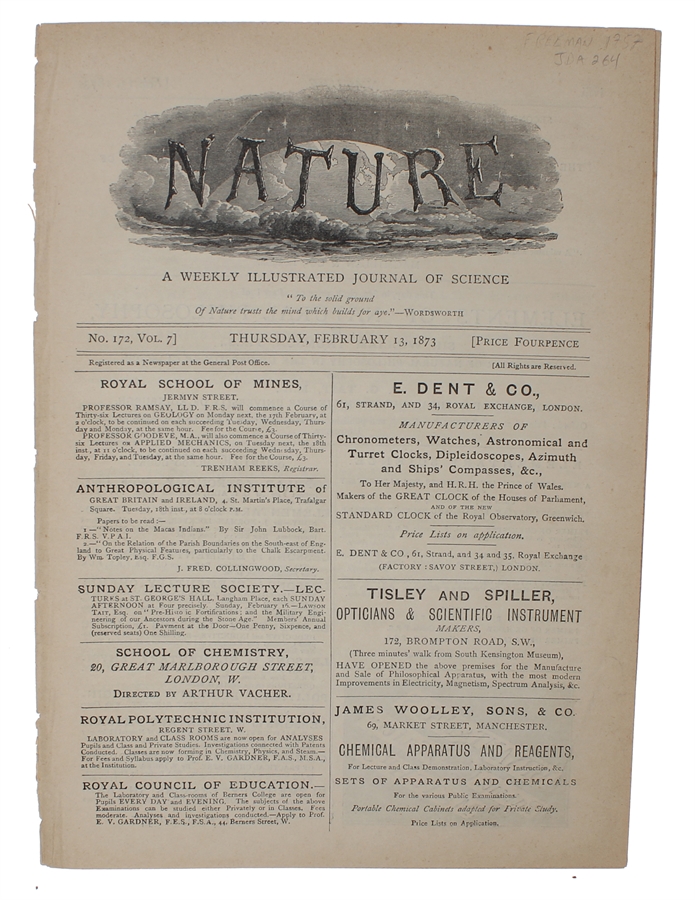 FREEMAN 1757
NATURE
A WEEKLY ILLUSTRATED JOURNAL OF SCIENCE
"To the solid ground
Of Nature trusts the mind which builds for aye."—WORDSWORTH
No. 172, VOL. 7]
THURSDAY, FEBRUARY 13, 1873
[PRICE FOURPENCE
Registered as a Newspaper at the General Post Office.
[All Rights are Reserved.
ROYAL SCHOOL OF MINES,
JERMYN STREET.
PROFESSOR RAMSAY, LL D. F.R.S. will commence a Course of
Thirty-six Lectures on GEOLOGY on Monday next, the 17th February, at
2 o'clock, to be continued on each succeeding Tuesday, Wednesday, Thurs-
day and Monday, at the same hour. Fee for the Course, £3.
PROFESSOR GOODEVE, M.A., will also commence a Course of Thirty-
six Lectures on APPLIED MECHANICS, on Tuesday next, the 18th
inst, at 11 o'clock, to be continued on each succeeding Wednesday, Thurs-
day, Friday, and Tuesday, at the same hour. Fee for the Course, £3.
TRENHAM REEKS, Registrar.
ANTHROPOLOGICAL INSTITUTE of
GREAT BRITAIN and IRELAND, 4, St. Martin's Place, Trafalgar
Square. Tuesday, 18th inst., at 8 o'clock P.M.
Papers to be read:—
1—"Notes on the Macas Indians." By Sir John Lubbock, Bart.
F.R.S. V.P A.I.
2.—"On the Relation of the Parish Boundaries on the South-east of Eng-
land to Great Physical Features, particularly to the Chalk Escarpment.
By Wm. Topley, Esq. F.G.S.
J. FRED. COLLINGWOOD, Secretary.
SUNDAY LECTURE SOCIETY.—LEC-
TURES at ST. GEORGE'S HALL, Langham Place, each SUNDAY
AFTERNOON at Four precisely. Sunday, February 16.—LAWSON
TAIT, Esq. on "Pre-Historic Fortifications: and the Military Engi-
neering of our Ancestors during the Stone Age." Members' Annual
Subscription, £1. Payment at the Door—One Penny, Sixpence, and
(reserved seats) One Shilling.
SCHOOL OF CHEMISTRY,
20, GREAT MARLBOROUGH STREET,
LONDON, W.
DIRECTED BY ARTHUR VACHER.
ROYAL POLYTECHNIC INSTITUTION,
REGENT STREET, W.
LABORATORY and CLASS ROOMS are now open for ANALYSES
Pupils and Class and Private Studies. Investigations connected with Patents
Conducted. Classes are now forming in Chemistry, Physics, and Steam.—
For Fees and Syllabus apply to Prof. E. V. GARDNER, F.A.S., M.S.A.,
at the Institution.
ROYAL COUNCIL OF EDUCATION.—
The Laboratory and Class-rooms of Berners College are open for
Pupils EVERY DAY and EVENING. The subjects of the above
Examinations can be studied either Privately or in Classes. Fees
moderate. Analyses and investigations conducted.—Apply to Prof.
E. V. GARDNER, F.E.S., F.S.A., 44, Berners Street, W.
E. DENT & CO.,
61, STRAND, AND 34, ROYAL EXCHANGE, LONDON.
MANUFACTURERS OF
Chronometers, Watches, Astronomical and
Turret Clocks, Dipleidoscopes, Azimuth
and Ships' Compasses, &c.,
To Her Majesty, and H.R.H. the Prince of Wales.
Makers of the GREAT CLOCK of the Houses of Parliament,
AND OF THE NEW
STANDARD CLOCK of the Royal Observatory, Greenwich.
Price Lists on application.
E. DENT & CO, 61, Strand, and 34 and 35, Royal Exchange
(FACTORY: SAVOY STREET,) LONDON.
TISLEY AND SPILLER,
OPTICIANS & SCIENTIFIC INSTRUMENT
MAKERS,
172, BROMPTON ROAD, S.W.,
(Three minutes' walk from South Kensington Museum),
HAVE OPENED the above premises for the Manufacture
and Sale of Philosophical Apparatus, with the most modern
Improvements in Electricity, Magnetism, Spectrum Analysis, &c.
JAMES WOOLLEY, SONS, & CO.
69, MARKET STREET, MANCHESTER.
CHEMICAL APPARATUS AND REAGENTS,
For Lecture and Class Demonstration, Laboratory Instruction, &c.
SETS OF APPARATUS AND CHEMICALS
For the various Public Examinations.
Portable Chemical Cabinets adapted for Private Study.
Price Lists on Application.